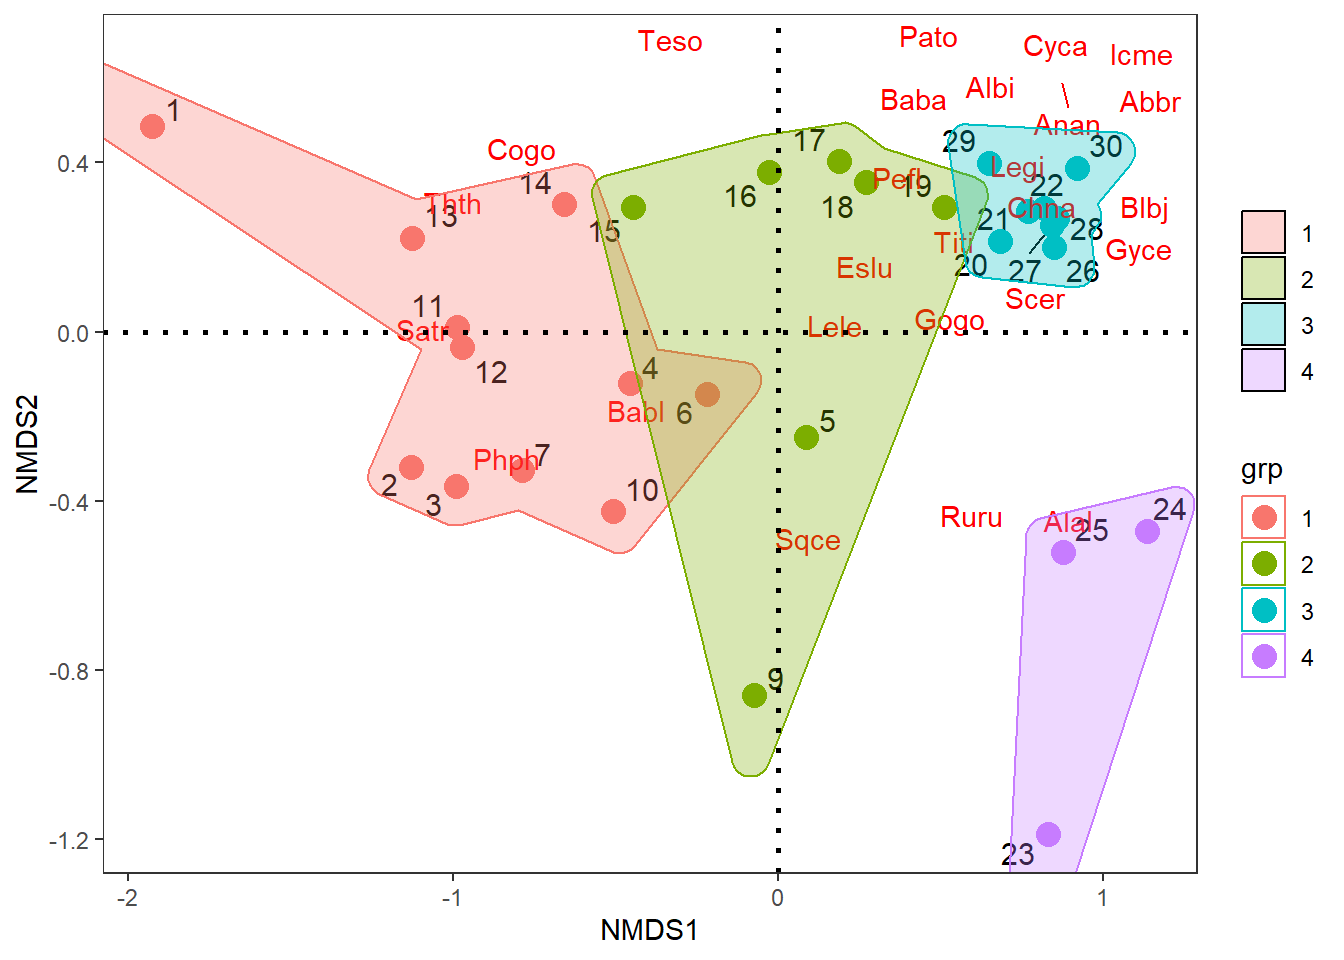 Teso
Pato
Cyca
Icme
Albi
Baba
Abbr
1
Anan
17
29
30
Cogo
0.4
14
16
Pefl
19
Legi
22
Thth
13
18
Chna
Blbj
15
21
28
Titi
Gyce
1
20
27
26
Eslu
2
11
Scer
3
Satr
0.0
Lele
Gogo
4
12
4
Babl
6
5
NMDS2
2
Phph
7
grp
3
10
-0.4
Ruru
Alal
25
24
1
Sqce
2
3
4
-0.8
9
-1.2
23
-2
-1
0
1
NMDS1